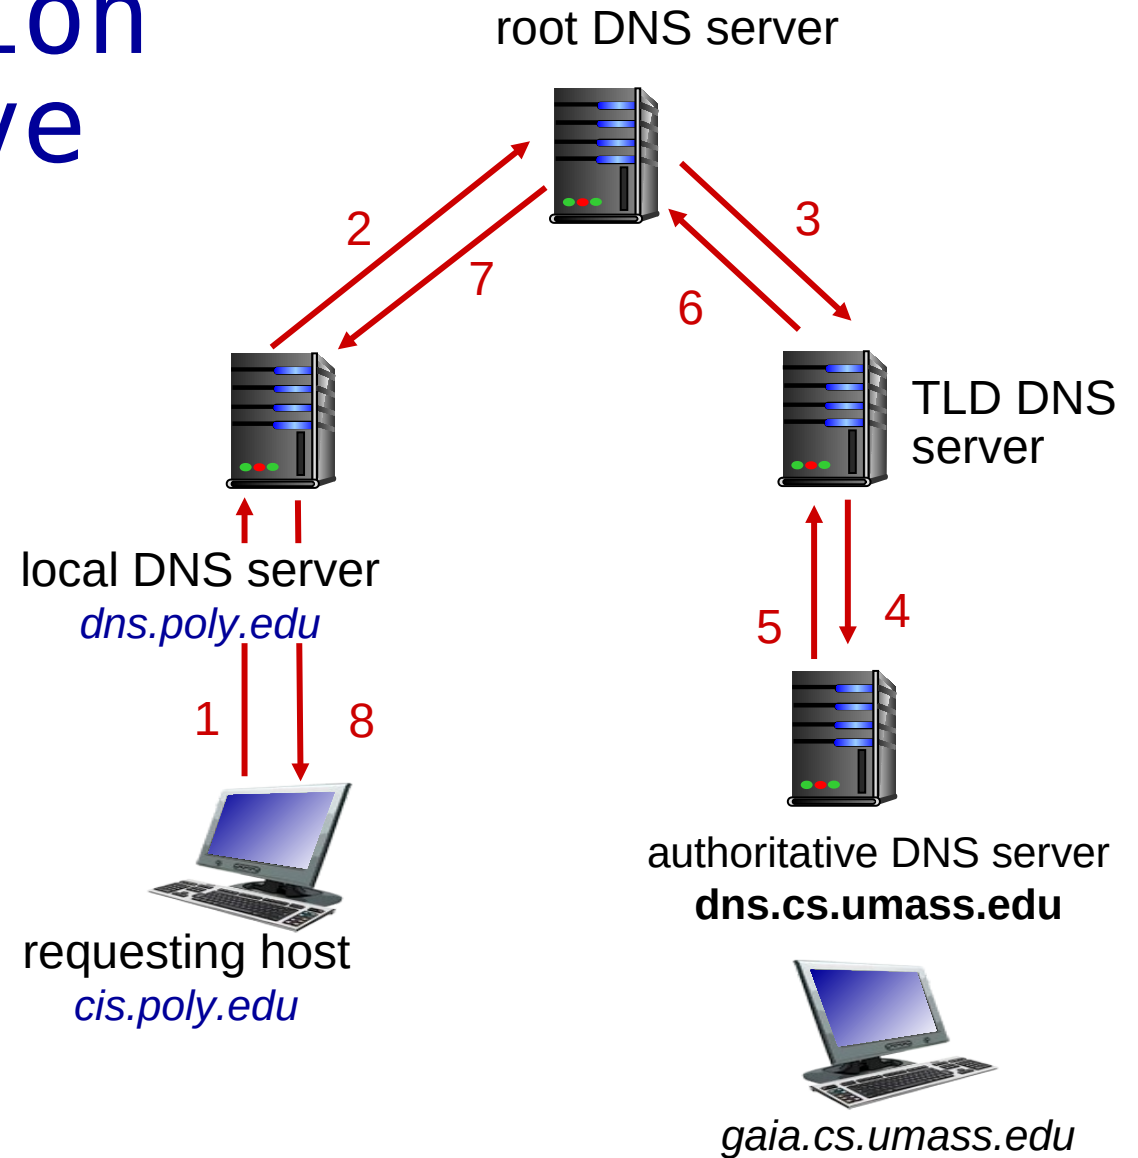 root DNS server
2
3
7
6
TLD DNS
server
local DNS server
dns.poly.edu
5
4
1
8
authoritative DNS server
dns.cs.umass.edu
requesting host
cis.poly.edu
gaia.cs.umass.edu